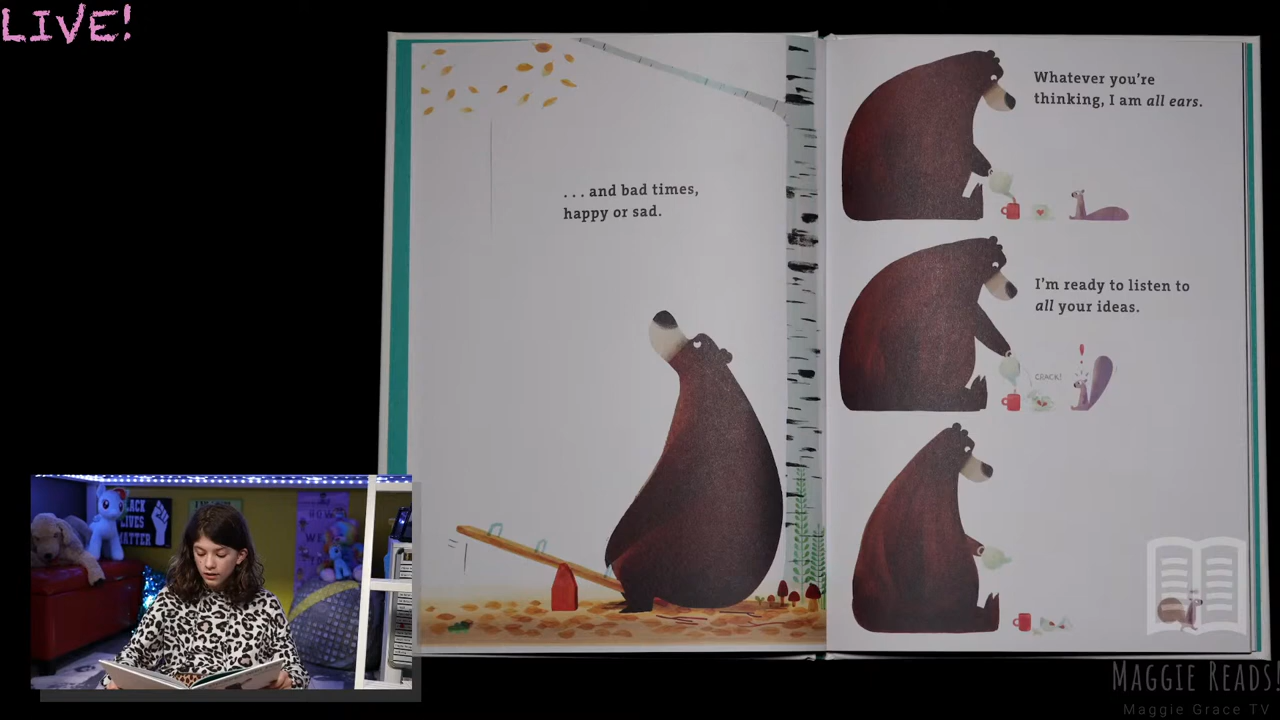 LIVE!
. . . and bad times,
happy or sad.
Whatever you're
thinking, I am all ears.
I'm ready to listen to
all your ideas.
CRACK!
BLACK
LIVES
MATTER
MAGGIE READS!
Maggie Grace TV